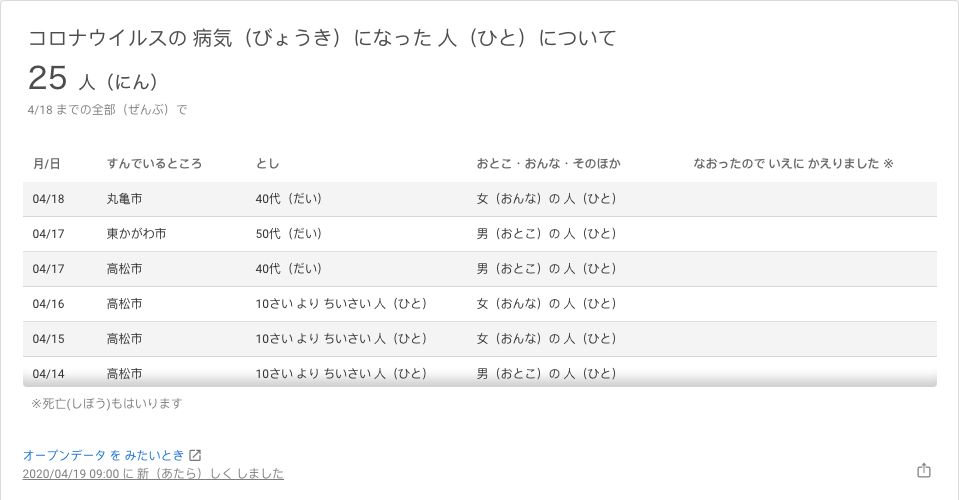 コロナウイルスの 病気（びょうき）になった 人（ひと）について
25 人（にん）
4/18 までの全部（ぜんぶ）で
月/日 すんでいるところ とし おとこ・おんな・そのほか なおったので いえに かえりました ※
04/18 丸亀市 40代（だい） 女（おんな）の 人（ひと）
04/17 東かがわ市 50代（だい） 男（おとこ）の 人（ひと）
04/17 高松市 40代（だい） 男（おとこ）の 人（ひと）
04/16 高松市 10さい より ちいさい 人（ひと） 女（おんな）の 人（ひと）
04/15 高松市 10さい より ちいさい 人（ひと） 女（おんな）の 人（ひと）
04/14 高松市 10さい より ちいさい 人（ひと） 男（おとこ）の 人（ひと）
※死亡(しぼう)もはいります
オープンデータ を みたいとき
2020/04/19 09:00 に 新（あたら）しく しました